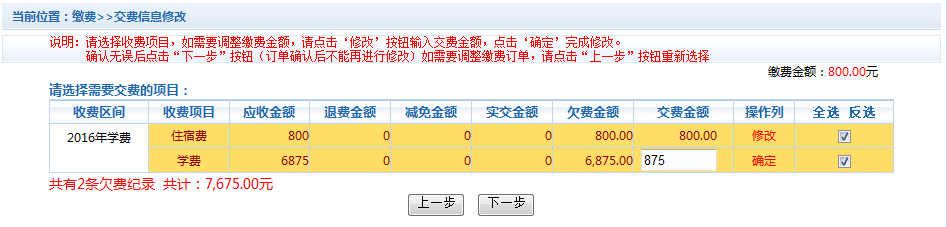 当前位置：缴费>>交费信息修改
说明：请选择收费项目，如需要调整缴费金额，请点击‘修改’按钮输入交费金额，点击‘确定’完成修改。
确认无误后点击“下一步”按钮（订单确认后不能再进行修改）如需要调整缴费订单，请点击“上一步”按钮重新选择
缴费金额：800.00元
请选择需要交费的项目：
收费区间 收费项目 应收金额 退费金额 减免金额 实交金额 欠费金额 交费金额 操作列 全选 反选
2016年学费 住宿费 800 0 0 0 800.00 800.00 修改
学费 6875 0 0 0 6,875.00 875 确定
共有2条欠费纪录 共计：7,675.00元
上一步 下一步